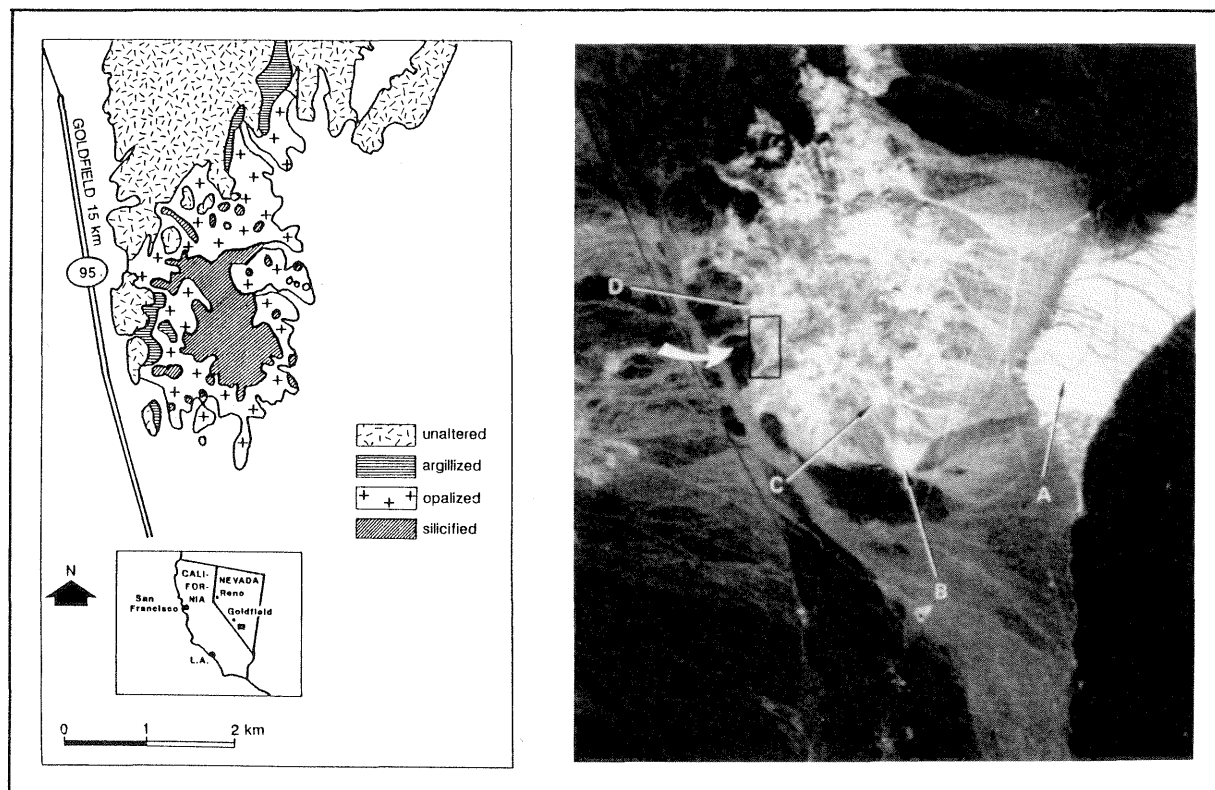 GOLDFIELD 15 km
95
unaltered
argillized
opalized
silicified
N
CALI-
FOR-
NIA
NEVADA
Reno
San
Francisco
Goldfield
L.A.
0 1 2 km
D
C
A
B